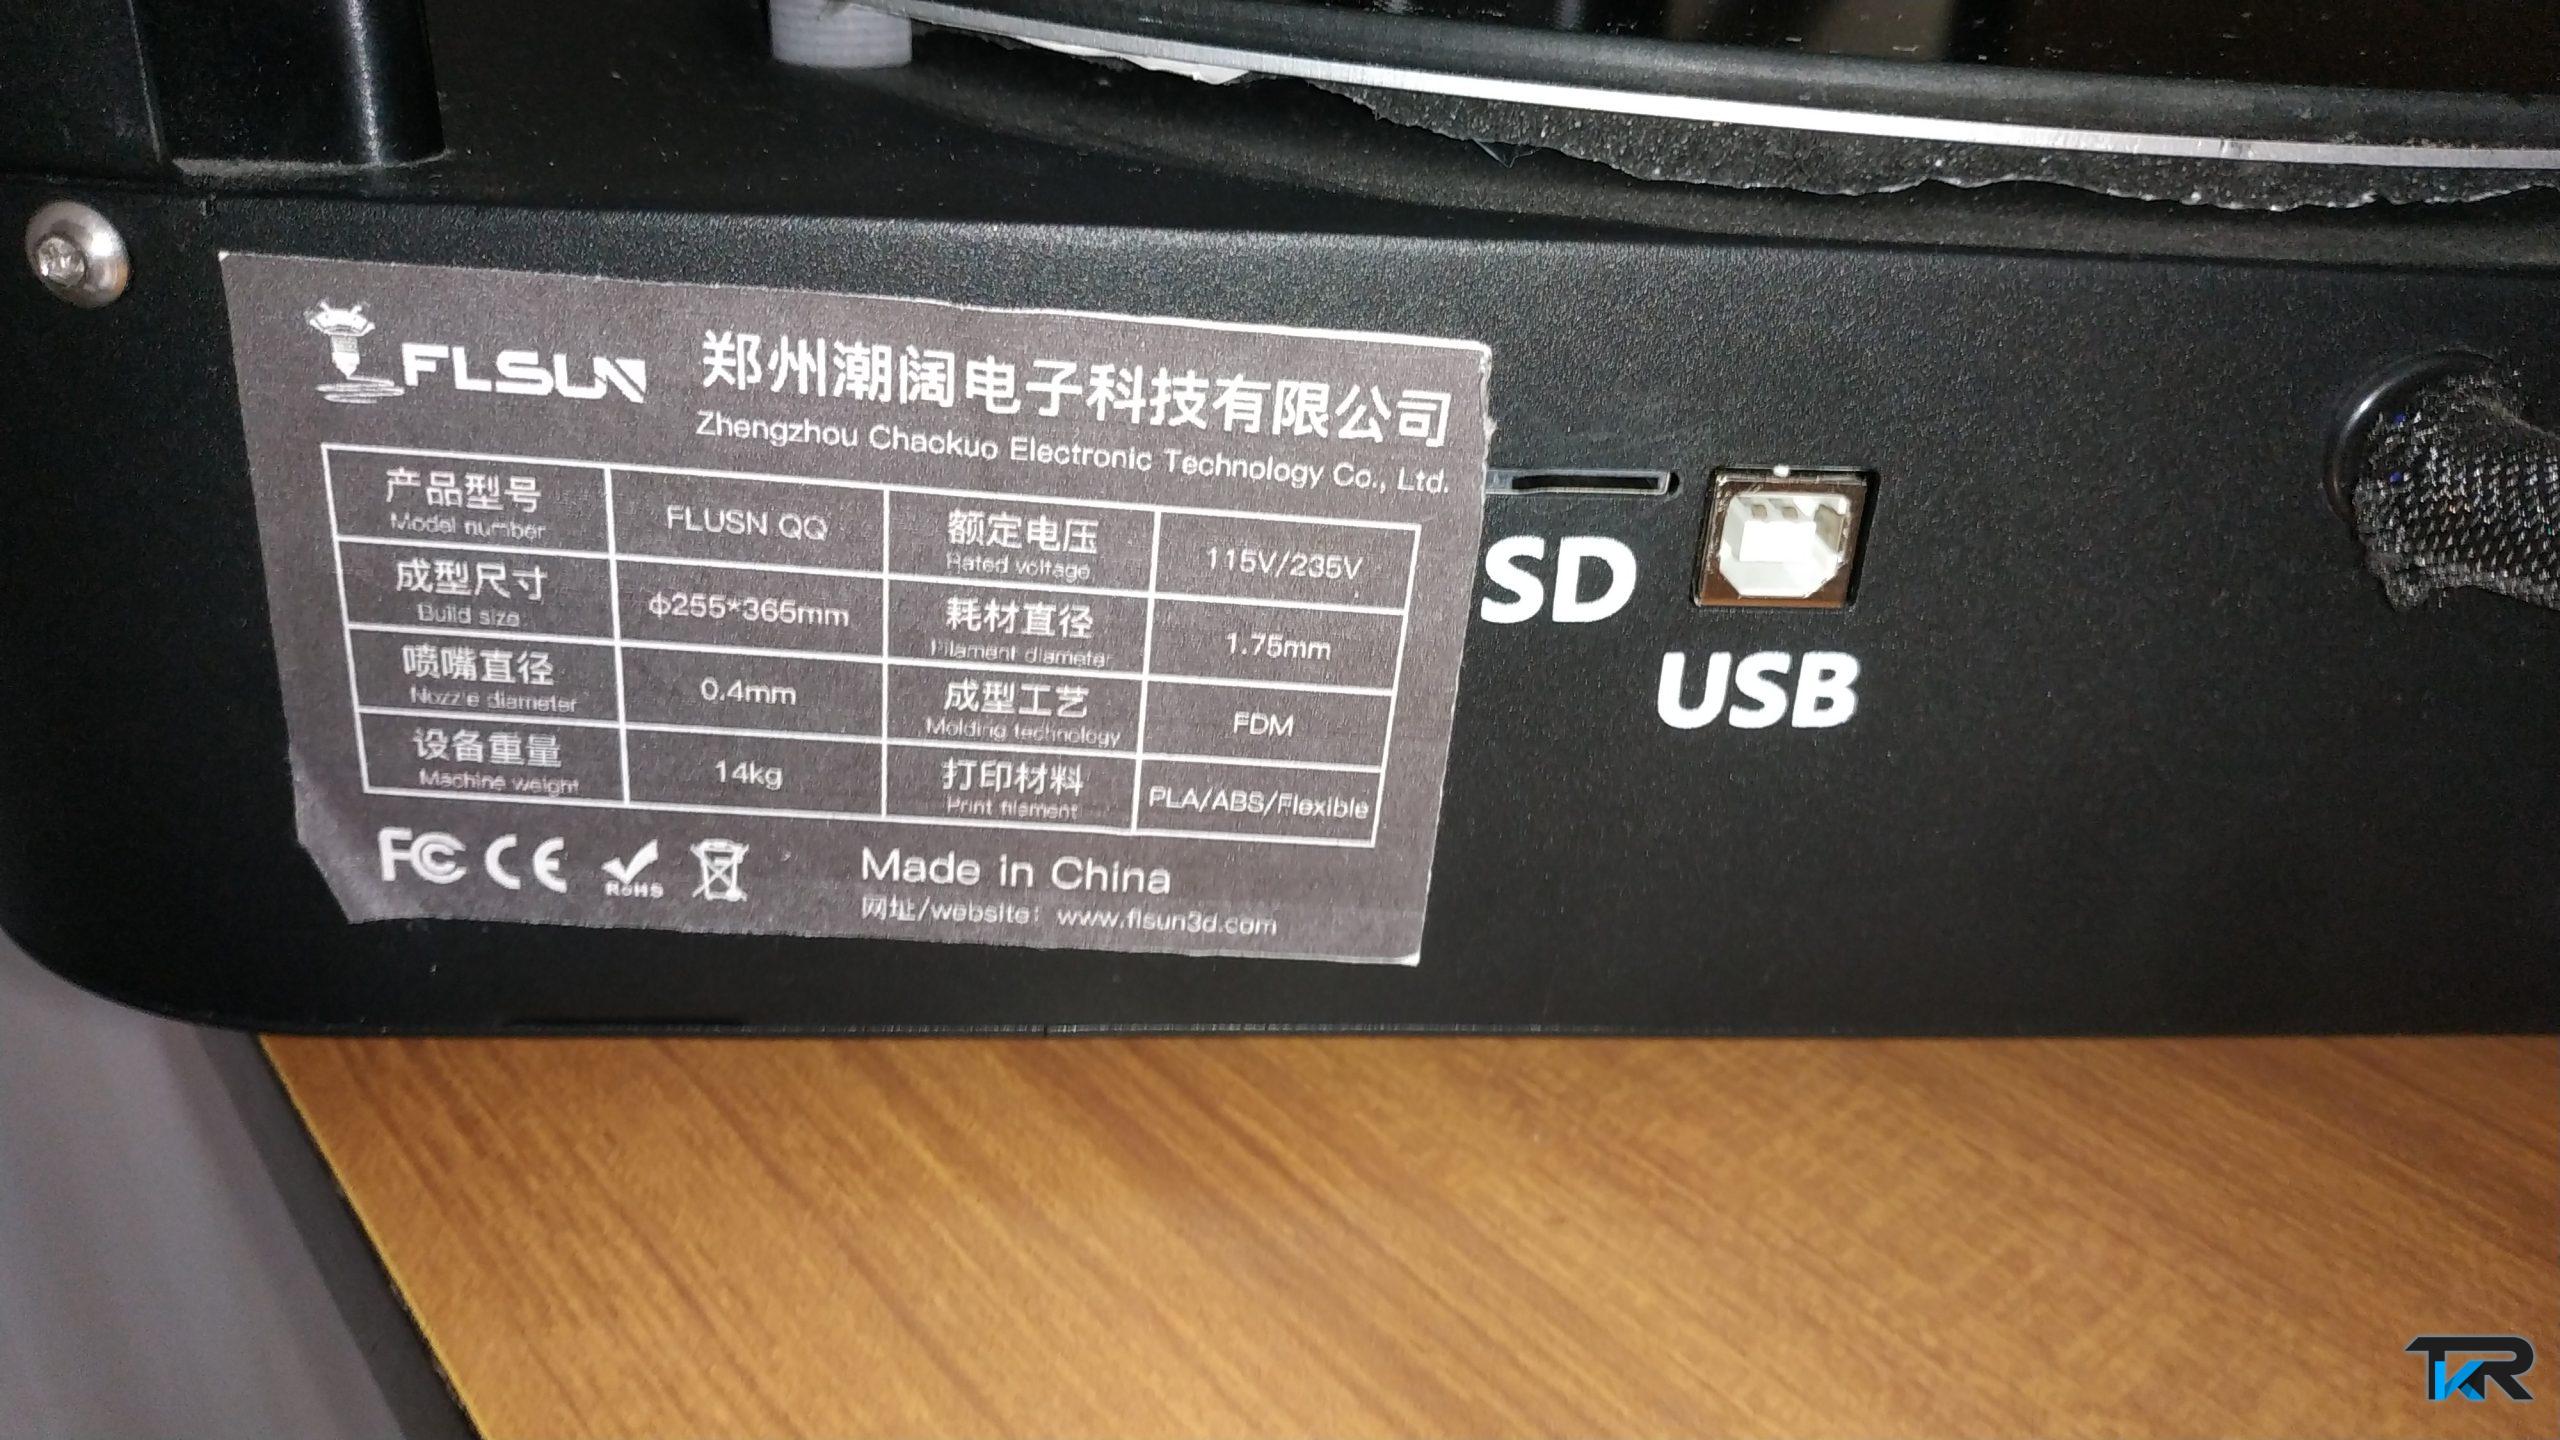 FLSUN
郑州潮阔电子科技有限公司
Zhengzhou Chaokuo Electronic Technology Co., Ltd.
产品型号 FLUSN QQ 额定电压 115V/235V
Model number Rated voltage
成型尺寸 ф255*365mm 耗材直径 1.75mm
Build size Filament diameter
喷嘴直径 0.4mm 成型工艺 FDM
Nozzle diameter Molding technology
设备重量 14kg 打印材料 PLA/ABS/Flexible
Machine weight Print filament
FC CE RoHS Made in China
网址/website: www.flsun3d.com
SD
USB
TKR